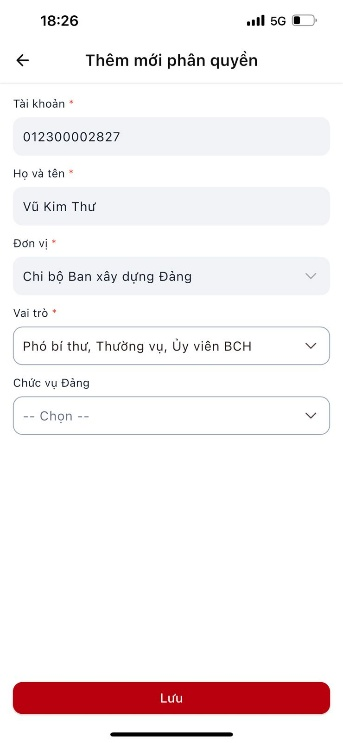 18:26
5G
Thêm mới phân quyền
Tài khoản *
012300002827
Họ và tên *
Vũ Kim Thư
Đơn vị *
Chi bộ Ban xây dựng Đảng
Vai trò *
Phó bí thư, Thường vụ, Ủy viên BCH
Chức vụ Đảng
-- Chọn --
Lưu